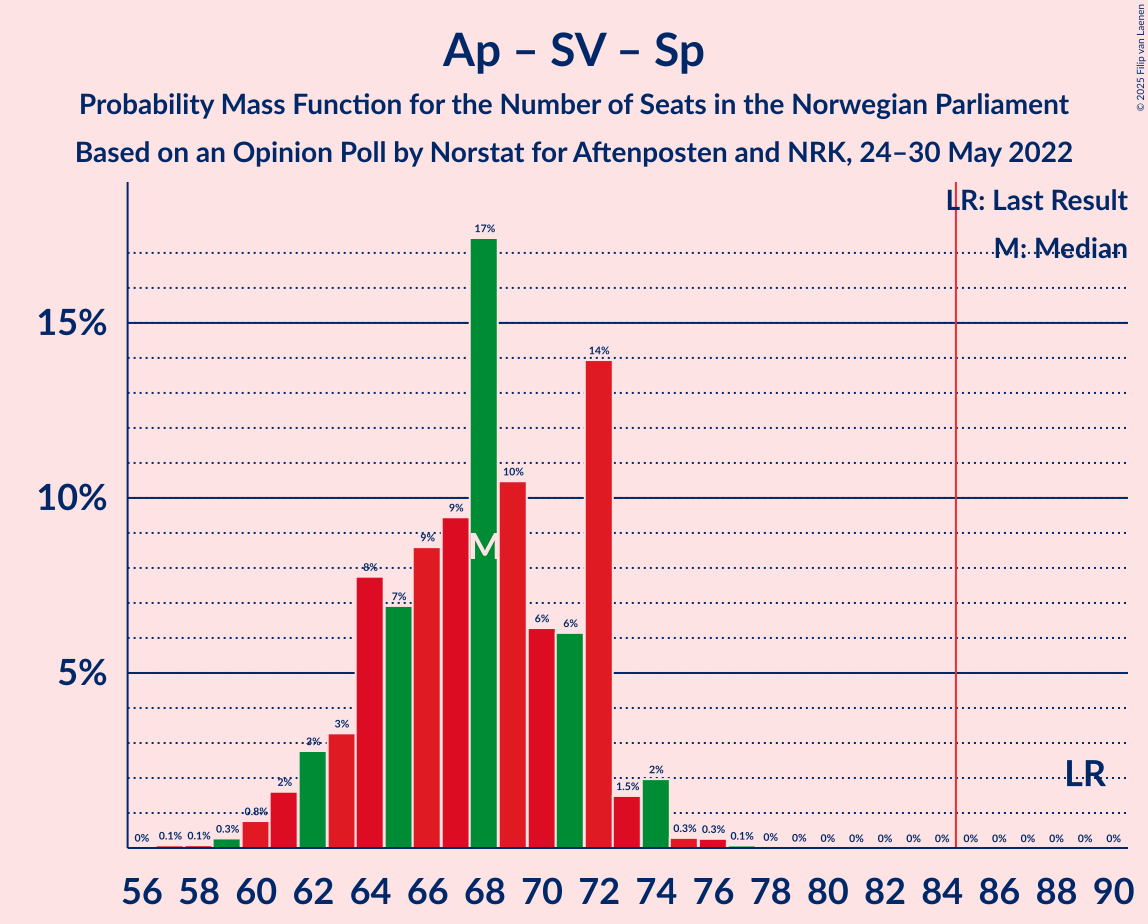 Ap – SV – Sp
Probability Mass Function for the Number of Seats in the Norwegian Parliament
Based on an Opinion Poll by Norstat for Aftenposten and NRK, 24–30 May 2022
© 2025 Filip van Laenen
LR: Last Result
M: Median
15%
10%
5%
0% 0.1% 0.1% 0.3% 0.8% 2% 3% 3% 8% 7% 9% 9% 17% 10% 6% 6% 14% 1.5% 2% 0.3% 0.3% 0.1% 0% 0% 0% 0% 0% 0% 0% 0% 0% 0% 0% 0% 0%
M
LR
56 58 60 62 64 66 68 70 72 74 76 78 80 82 84 86 88 90